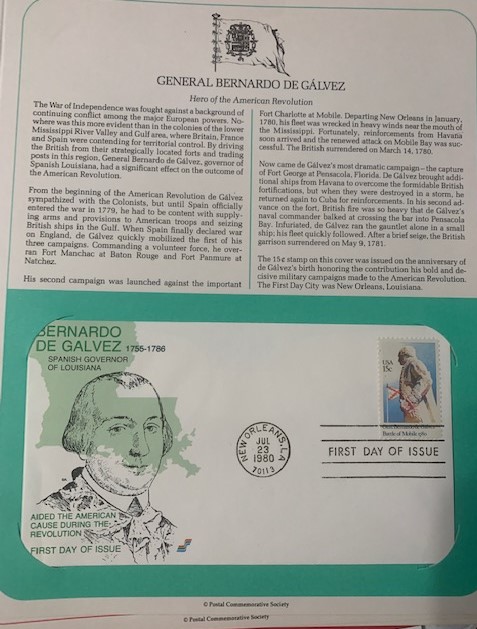 GENERAL BERNARDO DE GÁLVEZ
Hero of the American Revolution
The War of Independence was fought against a background of
continuing conflict among the major European powers. No-
where was this more evident than in the colonies of the lower
Mississippi River Valley and Gulf area, where Britain, France
and Spain were contending for territorial control. By driving
the British from their strategically located forts and trading
posts in this region, General Bernardo de Gálvez, governor of
Spanish Louisiana, had a significant effect on the outcome of
the American Revolution.
From the beginning of the American Revolution de Gálvez
sympathized with the Colonists, but until Spain officially
entered the war in 1779, he had to be content with supply-
ing arms and provisions to American troops and seizing
British ships in the Gulf. When Spain finally declared war
on England, de Gálvez quickly mobilized the first of his
three campaigns. Commanding a volunteer force, he over-
ran Fort Manchac at Baton Rouge and Fort Panmure at
Natchez.
His second campaign was launched against the important
Fort Charlotte at Mobile. Departing New Orleans in January,
1780, his fleet was wrecked in heavy winds near the mouth of
the Mississippi. Fortunately, reinforcements from Havana
soon arrived and the renewed attack on Mobile Bay was suc-
cessful. The British surrendered on March 14, 1780.
Now came de Gálvez's most dramatic campaign—the capture
of Fort George at Pensacola, Florida. De Gálvez brought addi-
tional ships from Havana to overcome the formidable British
fortifications, but when they were destroyed in a storm, he
returned again to Cuba for reinforcements. In his second ad-
vance on the fort, British fire was so heavy that de Gálvez's
naval commander balked at crossing the bar into Pensacola
Bay. Infuriated, de Gálvez ran the gauntlet alone in a small
ship; his fleet quickly followed. After a brief seige, the British
garrison surrendered on May 9, 1781.
The 15¢ stamp on this cover was issued on the anniversary of
de Gálvez's birth honoring the contribution his bold and de-
cisive military campaigns made to the American Revolution.
The First Day City was New Orleans, Louisiana.
BERNARDO
DE GALVEZ 1755-1786
SPANISH GOVERNOR
OF LOUISIANA
AIDED THE AMERICAN
CAUSE DURING THE
REVOLUTION
FIRST DAY OF ISSUE
NEW ORLEANS, LA
JUL
23
1980
70113
USA
15c
Gen. Bernardo de Gálvez
Battle of Mobile 1780
FIRST DAY OF ISSUE
© Postal Commemorative Society
© Postal Commemorative Society